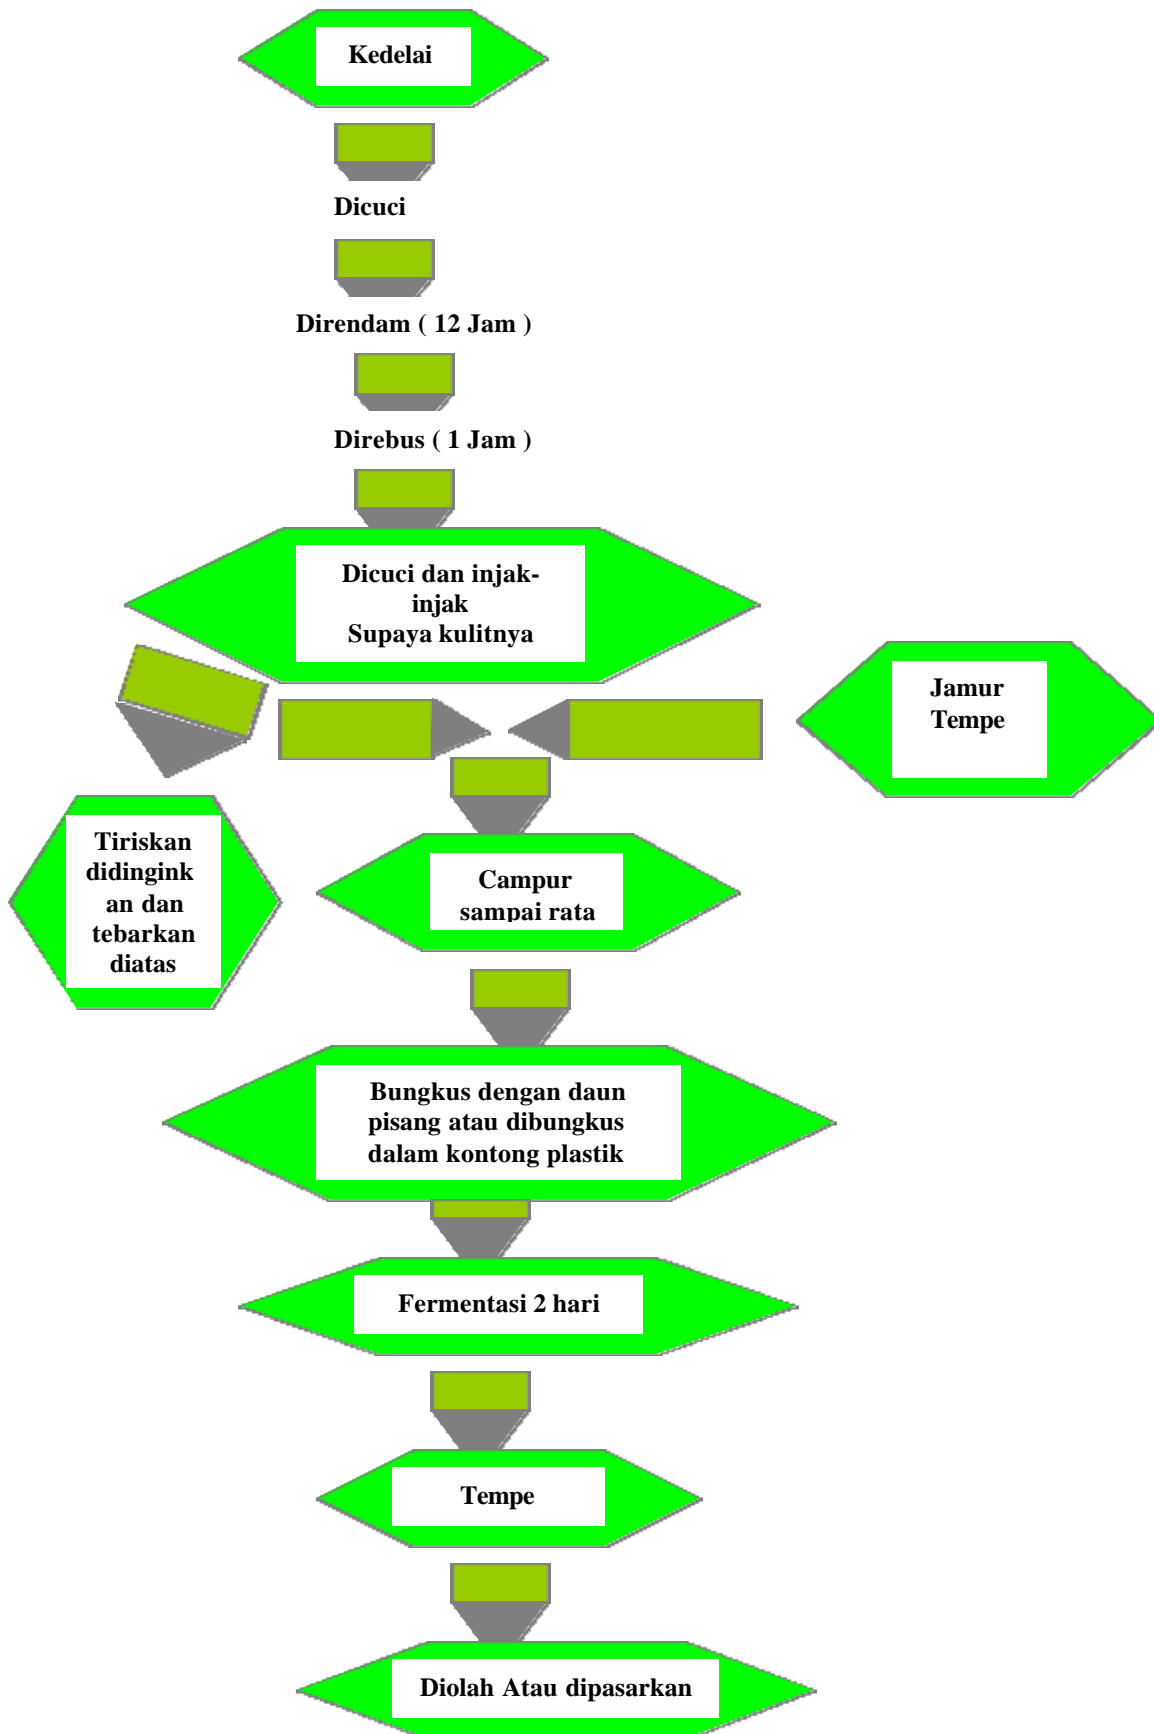 Kedelai
Dicuci
Direndam ( 12 Jam )
Direbus ( 1 Jam )
Dicuci dan injak-
injak
Supaya kulitnya
Jamur
Tempe
Tiriskan
didingink
an dan
tebarkan
diatas
Campur
sampai rata
Bungkus dengan daun
pisang atau dibungkus
dalam kontong plastik
Fermentasi 2 hari
Tempe
Diolah Atau dipasarkan